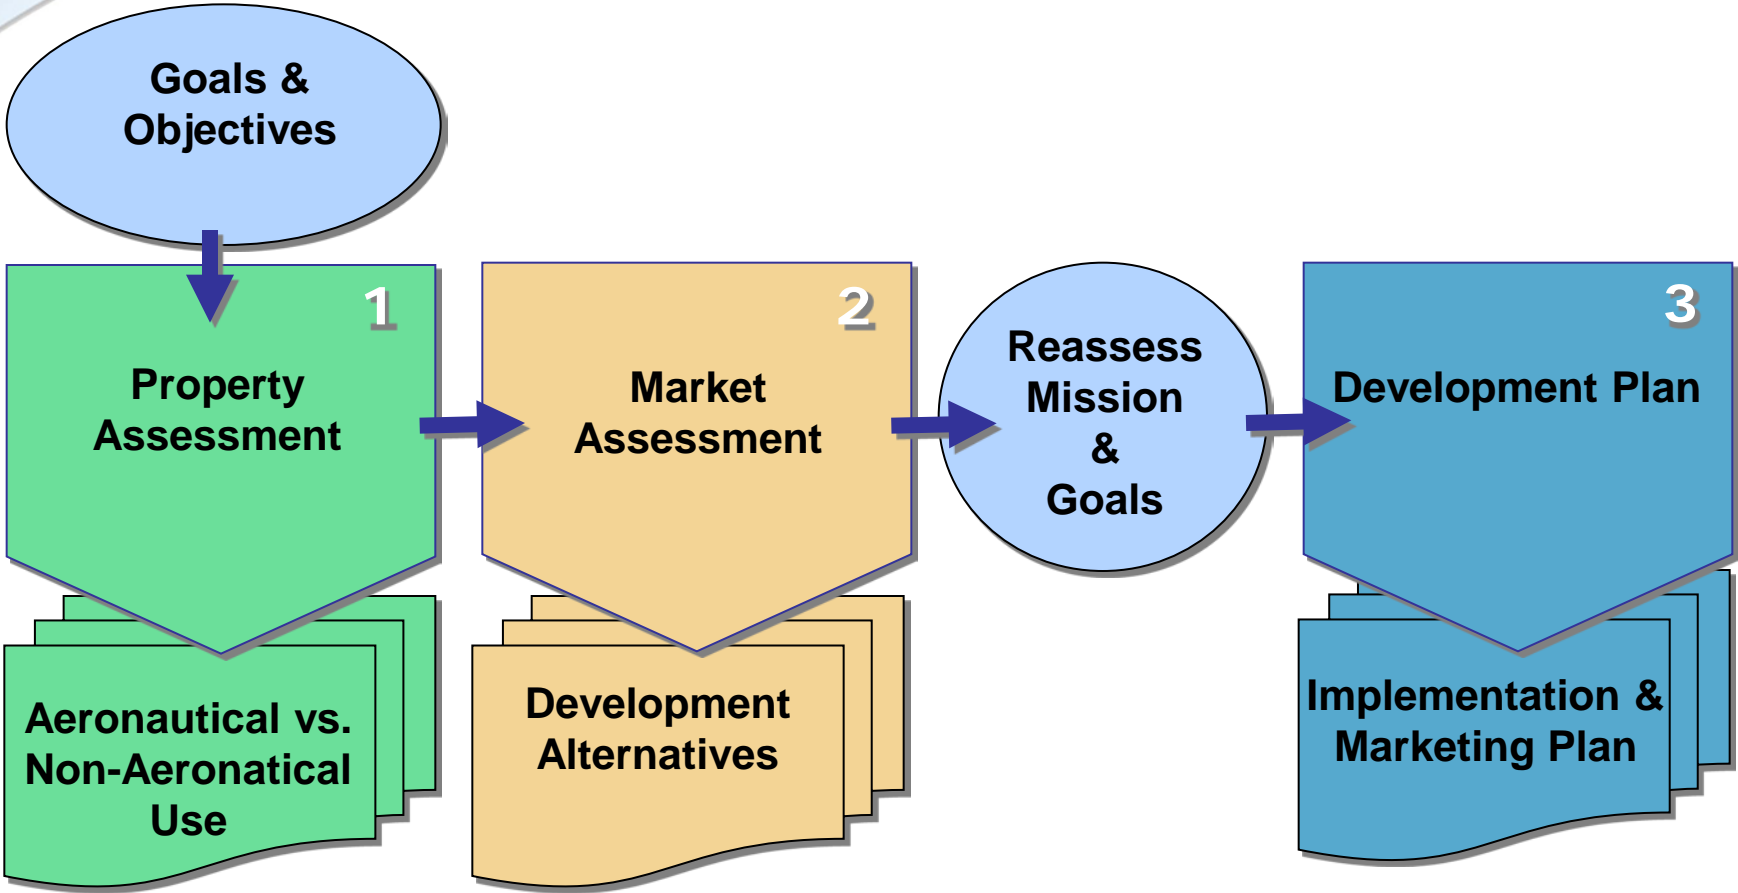 Goals &
Objectives
1
Property
Assessment
Aeronautical vs.
Non-Aeronatical
Use
2
Market
Assessment
Development
Alternatives
Reassess
Mission
&
Goals
3
Development Plan
Implementation &
Marketing Plan